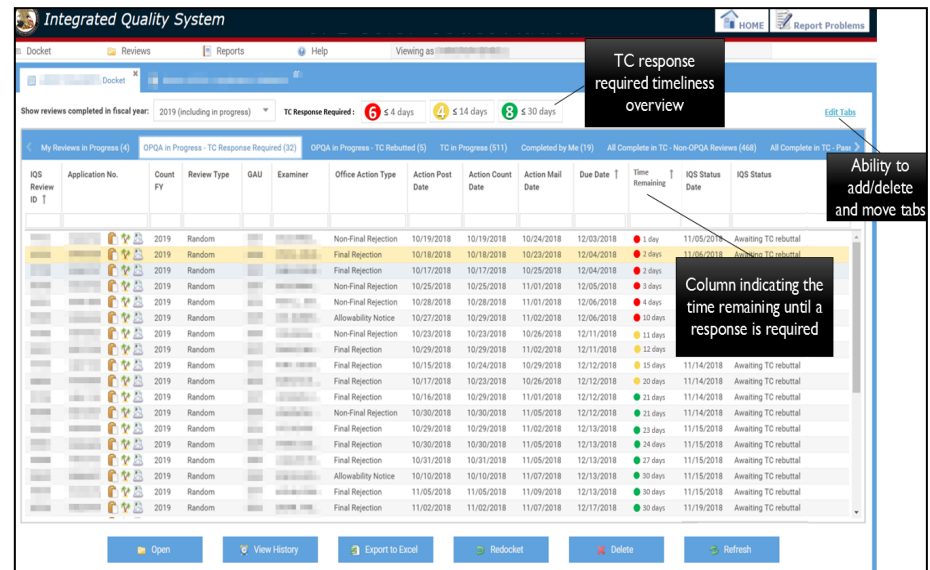 Integrated Quality System
HOME Report Problems
Docket Reviews Reports Help Viewing as
Docket ×
TC response
required timeliness
overview
Show reviews completed in fiscal year: 2019 (including in progress) TC Response Required : 6 ≤ 4 days 4 ≤ 14 days 8 ≤ 30 days Edit Tabs
My Reviews in Progress (4) OPQA in Progress - TC Response Required (32) OPQA in Progress - TC Rebutted (5) TC in Progress (511) Completed by Me (19) All Complete in TC - Non-OPQA Reviews (468) All Complete in TC - Pass
Ability to
add/delete
and move tabs
IQS Review ID ↑ Application No. Count FY Review Type GAU Examiner Office Action Type Action Post Date Action Count Date Action Mail Date Due Date ↑ Time Remaining ↑ IQS Status Date IQS Status
2019 Random Non-Final Rejection 10/19/2018 10/19/2018 10/24/2018 12/03/2018 1 day 11/05/2018 Awaiting TC rebuttal
2019 Random Final Rejection 10/18/2018 10/18/2018 10/23/2018 12/04/2018 2 days 11/06/2018 Awaiting TC rebuttal
2019 Random Final Rejection 10/17/2018 10/17/2018 10/25/2018 12/04/2018 2 days
2019 Random Non-Final Rejection 10/25/2018 10/25/2018 11/01/2018 12/05/2018 3 days
2019 Random Non-Final Rejection 10/28/2018 10/28/2018 11/01/2018 12/06/2018 4 days
2019 Random Allowability Notice 10/27/2018 10/29/2018 11/02/2018 12/06/2018 10 days
2019 Random Non-Final Rejection 10/23/2018 10/23/2018 10/26/2018 12/11/2018 11 days
2019 Random Final Rejection 10/29/2018 10/29/2018 11/02/2018 12/11/2018 12 days
Column indicating the
time remaining until a
response is required
2019 Random Final Rejection 10/15/2018 10/24/2018 10/29/2018 12/12/2018 15 days 11/14/2018 Awaiting TC rebuttal
2019 Random Final Rejection 10/17/2018 10/23/2018 10/26/2018 12/12/2018 20 days 11/14/2018 Awaiting TC rebuttal
2019 Random Final Rejection 10/16/2018 10/29/2018 11/01/2018 12/12/2018 21 days 11/14/2018 Awaiting TC rebuttal
2019 Random Non-Final Rejection 10/30/2018 10/30/2018 11/05/2018 12/12/2018 21 days 11/14/2018 Awaiting TC rebuttal
2019 Random Final Rejection 10/29/2018 10/29/2018 11/02/2018 12/13/2018 23 days 11/15/2018 Awaiting TC rebuttal
2019 Random Final Rejection 10/30/2018 10/30/2018 11/05/2018 12/13/2018 24 days 11/15/2018 Awaiting TC rebuttal
2019 Random Final Rejection 10/31/2018 10/31/2018 11/05/2018 12/13/2018 27 days 11/15/2018 Awaiting TC rebuttal
2019 Random Allowability Notice 10/10/2018 10/10/2018 11/07/2018 12/13/2018 30 days 11/15/2018 Awaiting TC rebuttal
2019 Random Final Rejection 11/05/2018 11/05/2018 11/09/2018 12/13/2018 30 days 11/15/2018 Awaiting TC rebuttal
2019 Random Final Rejection 11/02/2018 11/02/2018 11/07/2018 12/17/2018 30 days 11/19/2018 Awaiting TC rebuttal
Open View History Export to Excel Redocket Delete Refresh